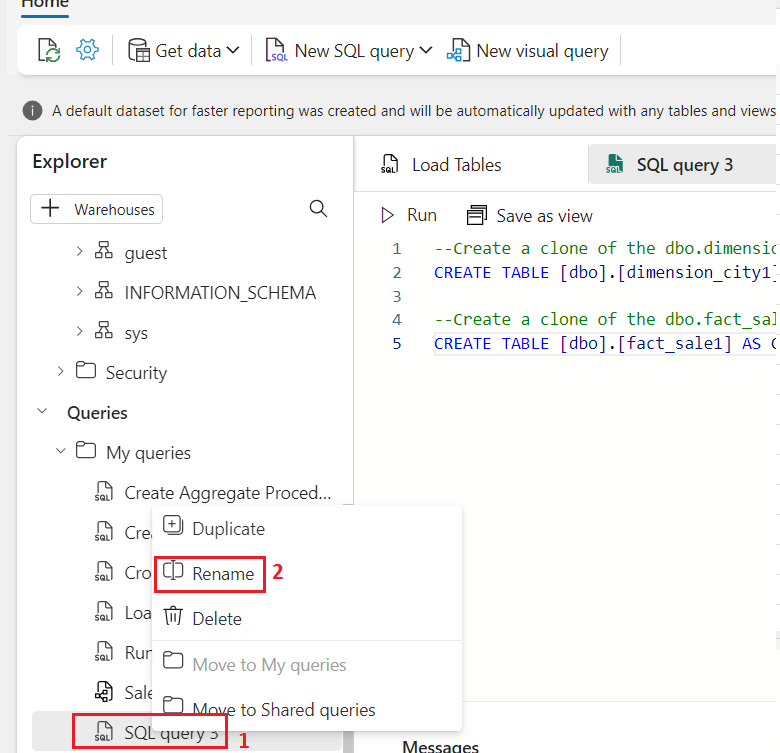 Home
Get data
New SQL query
New visual query
A default dataset for faster reporting was created and will be automatically updated with any tables and views
Explorer
Warehouses
guest
INFORMATION_SCHEMA
sys
Security
Queries
My queries
Create Aggregate Proced...
Crea
Cro
Loa
Run
Sale
SQL query 3
1
Duplicate
Rename
2
Delete
Move to My queries
Move to Shared queries
Load Tables
SQL query 3
Run
Save as view
1 --Create a clone of the dbo.dimensio
2 CREATE TABLE [dbo].[dimension_city1]
3
4 --Create a clone of the dbo.fact_sal
5 CREATE TABLE [dbo].[fact_sale1] AS C
Messages